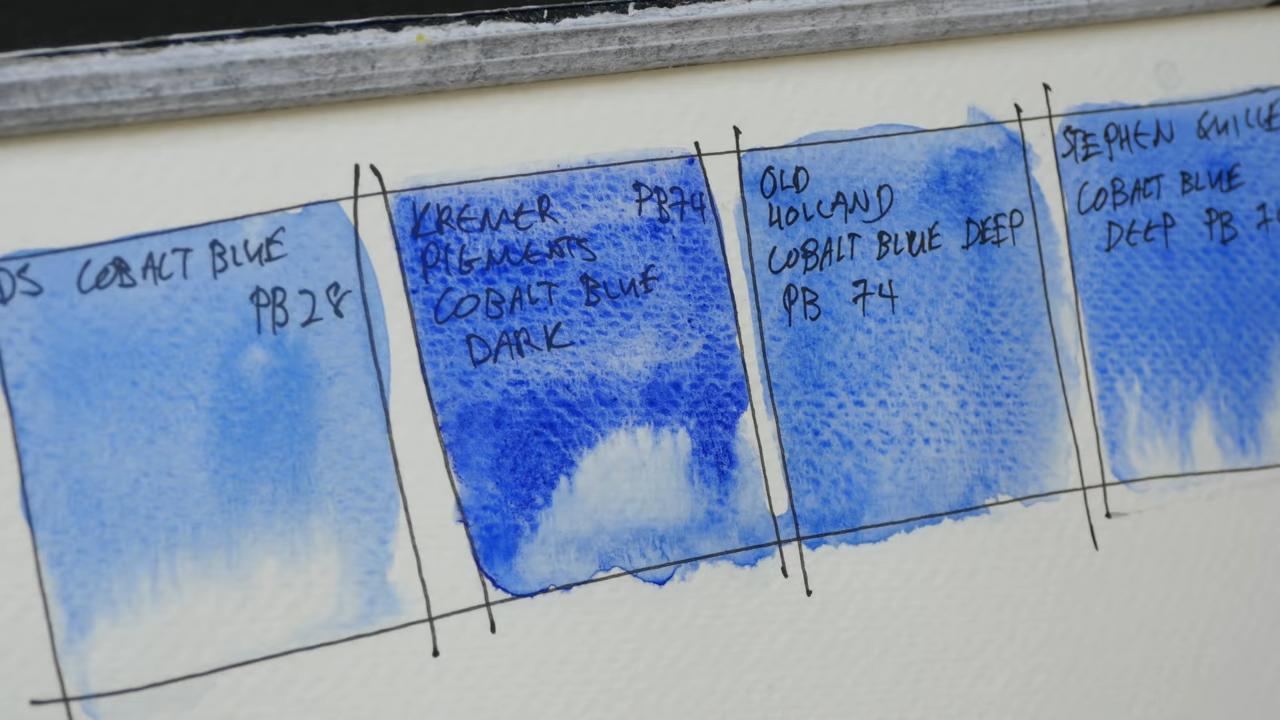 DS COBALT BLUE
PB28
KREMER PB74
PIGMENTS
COBALT BLUE
DARK
OLD
HOLLAND
COBALT BLUE DEEP
PB 74
STEPHEN
COBALT BLUE
DEEP PB